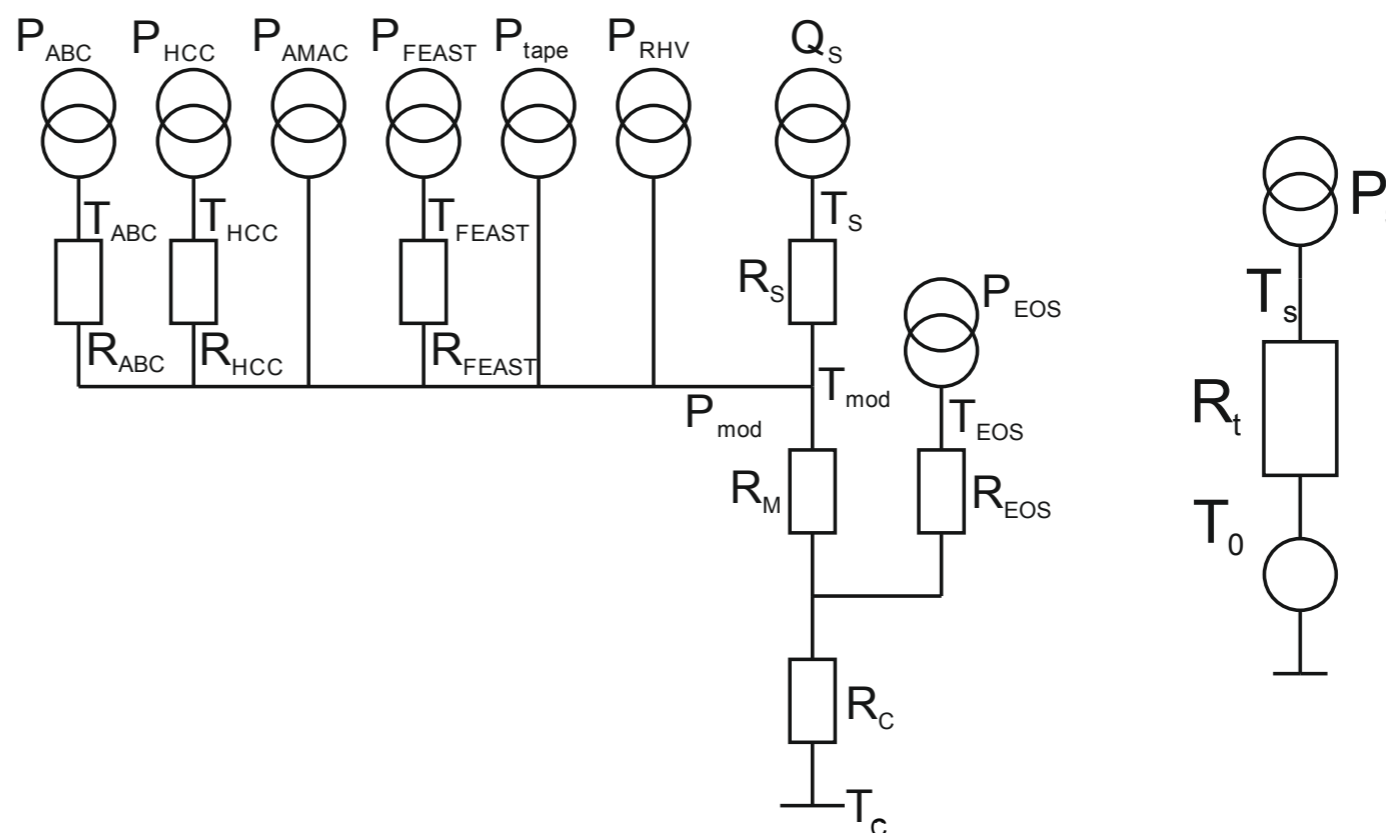 P_ABC P_HCC P_AMAC P_FEAST P_tape P_RHV Q_S
T_ABC T_HCC T_FEAST T_S
R_S
P_EOS
P
T_s
R_ABC R_HCC R_FEAST
T_mod
P_mod
T_EOS
R_t
R_M
R_EOS
T_0
R_C
T_C